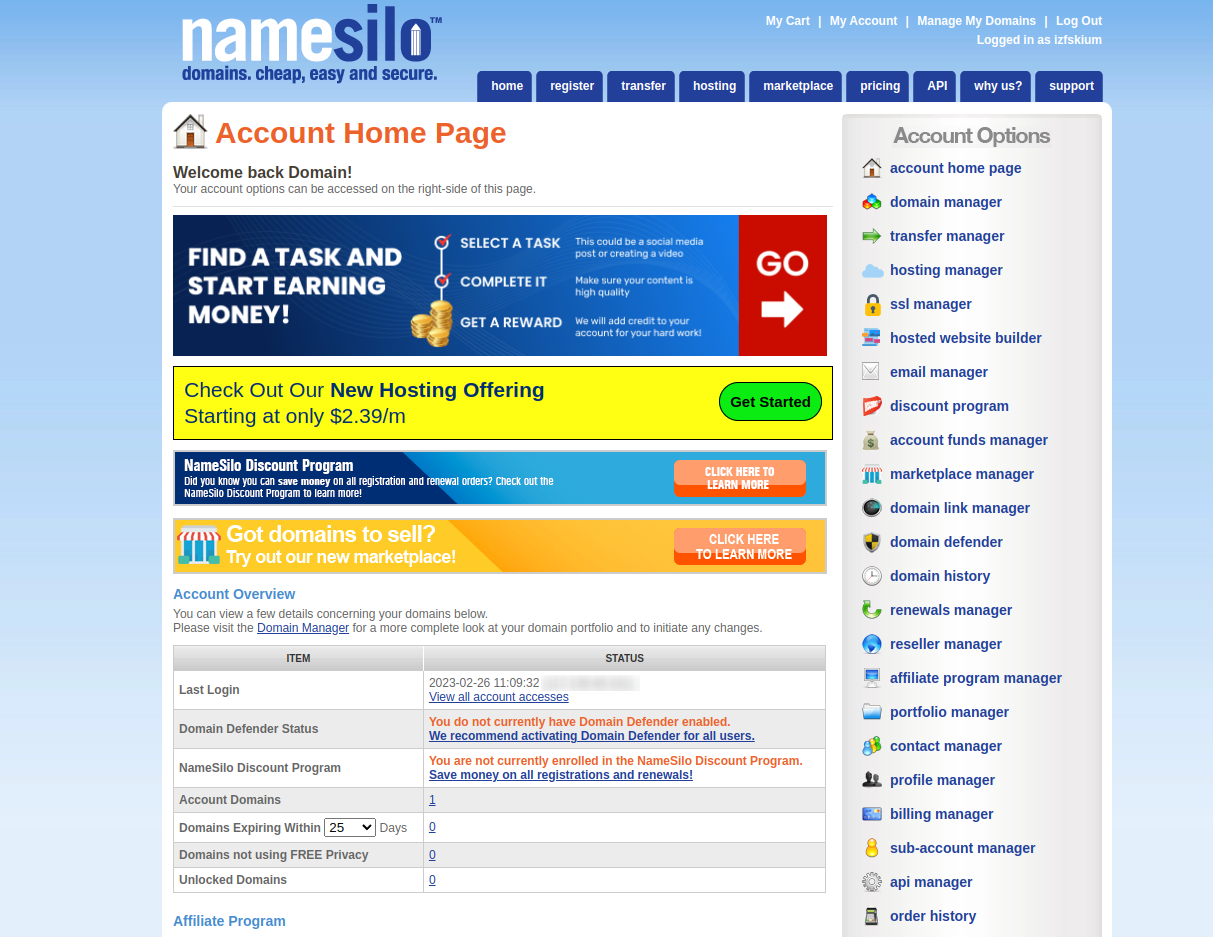 namesilo™
domains. cheap, easy and secure.
My Cart | My Account | Manage My Domains | Log Out
Logged in as izfskium
home register transfer hosting marketplace pricing API why us? support
Account Home Page
Welcome back Domain!
Your account options can be accessed on the right-side of this page.
FIND A TASK AND
START EARNING
MONEY!
SELECT A TASK
This could be a social media
post or creating a video
COMPLETE IT
Make sure your content is
high quality
GET A REWARD
We will add credit to your
account for your hard work!
GO
Check Out Our New Hosting Offering
Starting at only $2.39/m
Get Started
NameSilo Discount Program
Did you know you can save money on all registration and renewal orders? Check out the
NameSilo Discount Program to learn more!
CLICK HERE TO
LEARN MORE
Got domains to sell?
Try out our new marketplace!
CLICK HERE
TO LEARN MORE
Account Overview
You can view a few details concerning your domains below.
Please visit the Domain Manager for a more complete look at your domain portfolio and to initiate any changes.
ITEM STATUS
Last Login 2023-02-26 11:09:32
View all account accesses
Domain Defender Status You do not currently have Domain Defender enabled.
We recommend activating Domain Defender for all users.
NameSilo Discount Program You are not currently enrolled in the NameSilo Discount Program.
Save money on all registrations and renewals!
Account Domains 1
Domains Expiring Within 25 Days 0
Domains not using FREE Privacy 0
Unlocked Domains 0
Affiliate Program
Account Options
account home page
domain manager
transfer manager
hosting manager
ssl manager
hosted website builder
email manager
discount program
account funds manager
marketplace manager
domain link manager
domain defender
domain history
renewals manager
reseller manager
affiliate program manager
portfolio manager
contact manager
profile manager
billing manager
sub-account manager
api manager
order history